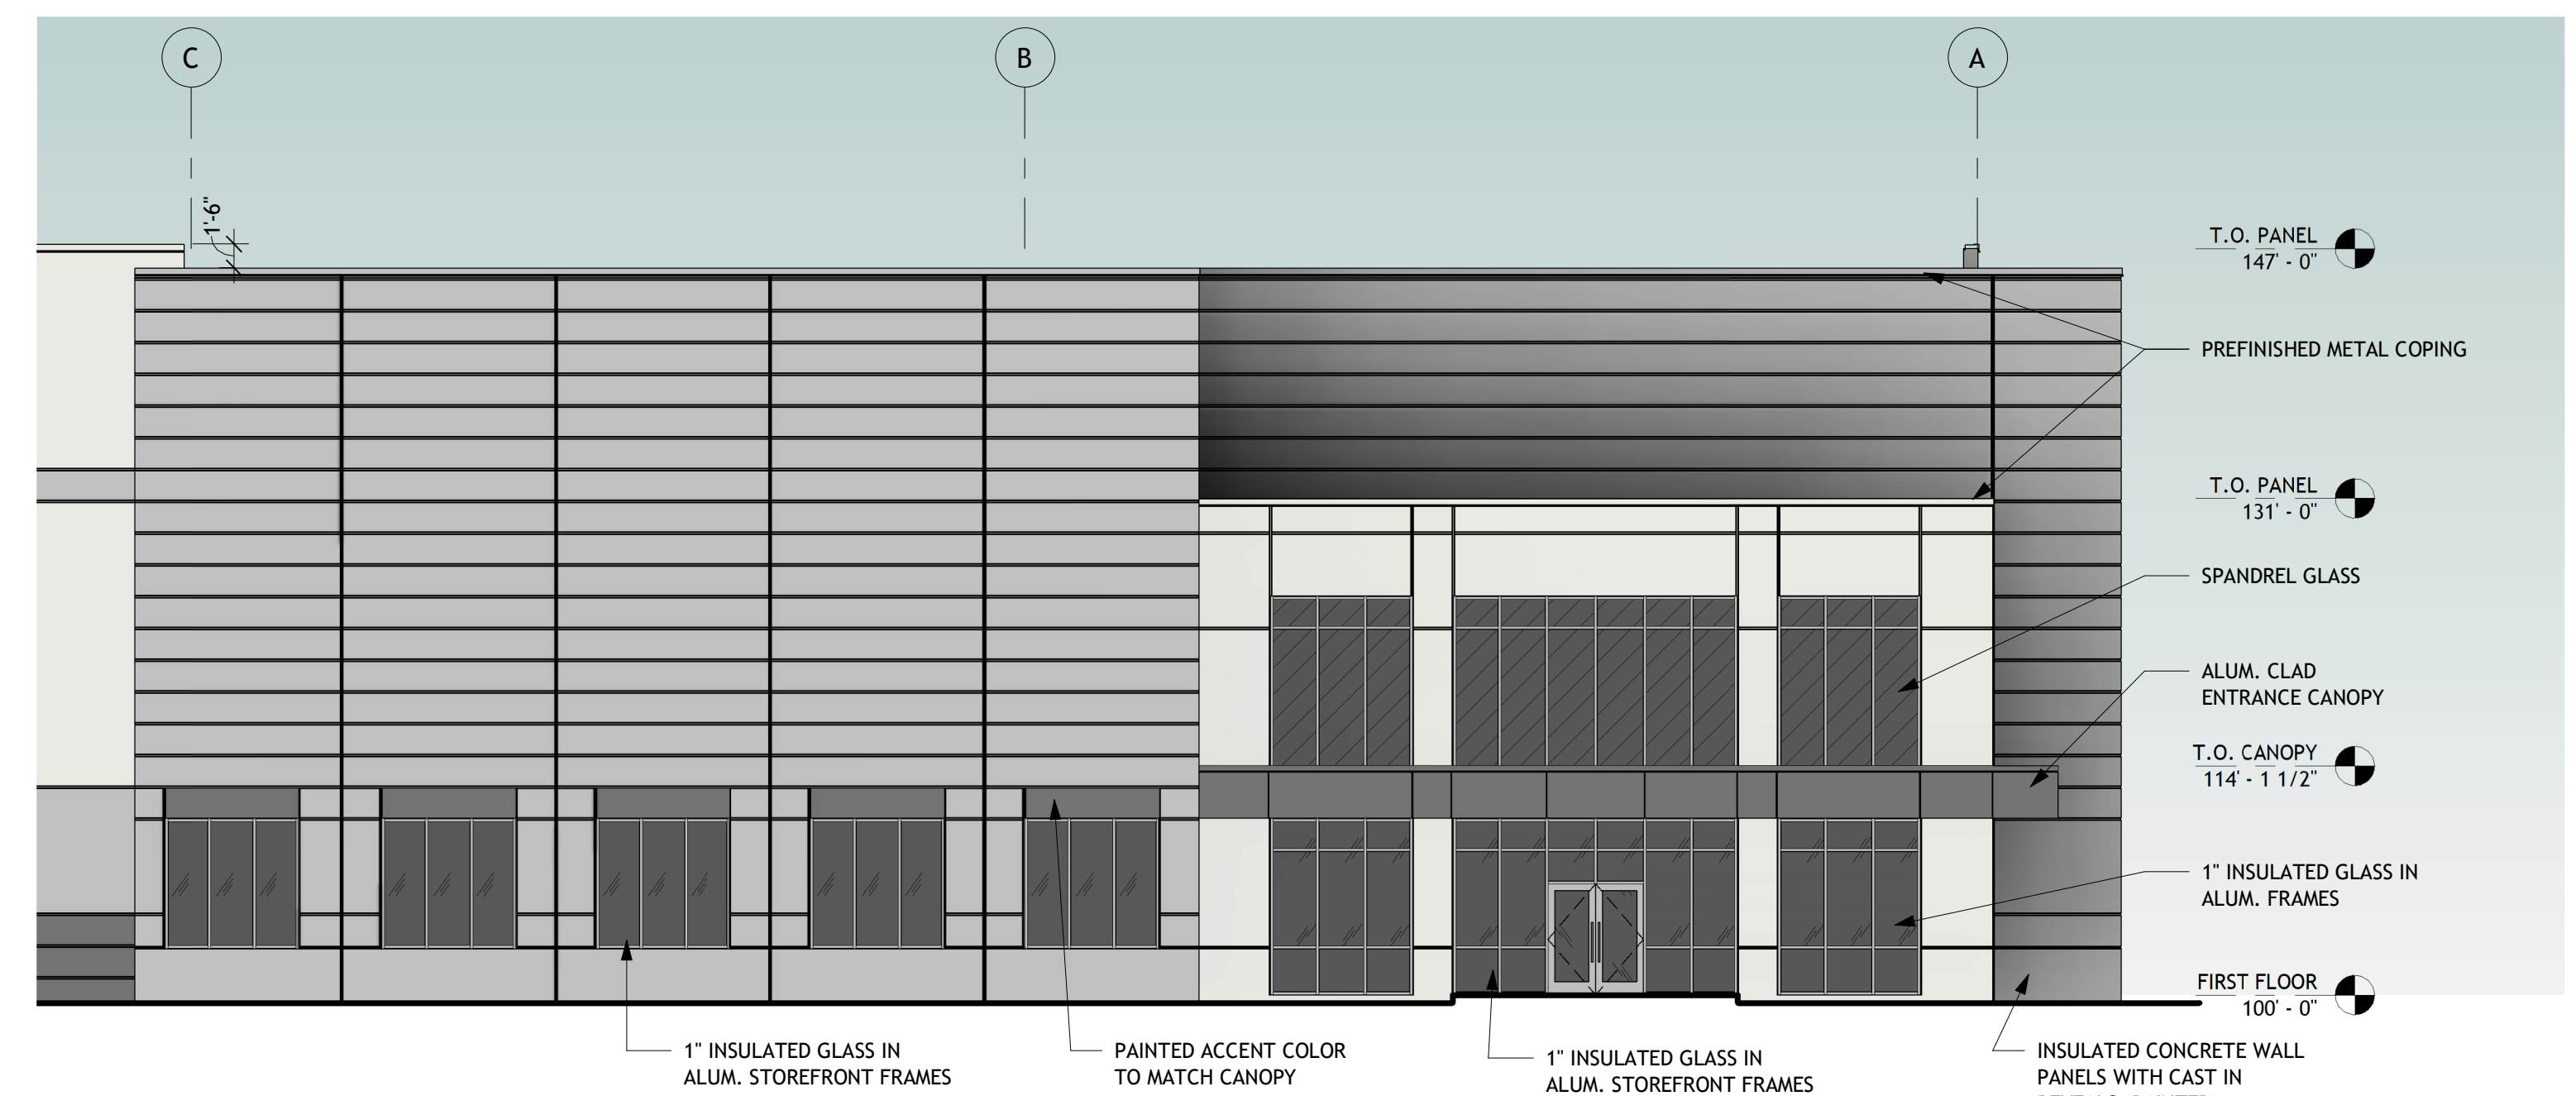 C
B
A
1'-6"
T.O. PANEL
147' - 0"
PREFINISHED METAL COPING
T.O. PANEL
131' - 0"
SPANDREL GLASS
ALUM. CLAD
ENTRANCE CANOPY
T.O. CANOPY
114' - 1 1/2"
1" INSULATED GLASS IN
ALUM. FRAMES
FIRST FLOOR
100' - 0"
1" INSULATED GLASS IN
ALUM. STOREFRONT FRAMES
PAINTED ACCENT COLOR
TO MATCH CANOPY
1" INSULATED GLASS IN
ALUM. STOREFRONT FRAMES
INSULATED CONCRETE WALL
PANELS WITH CAST IN